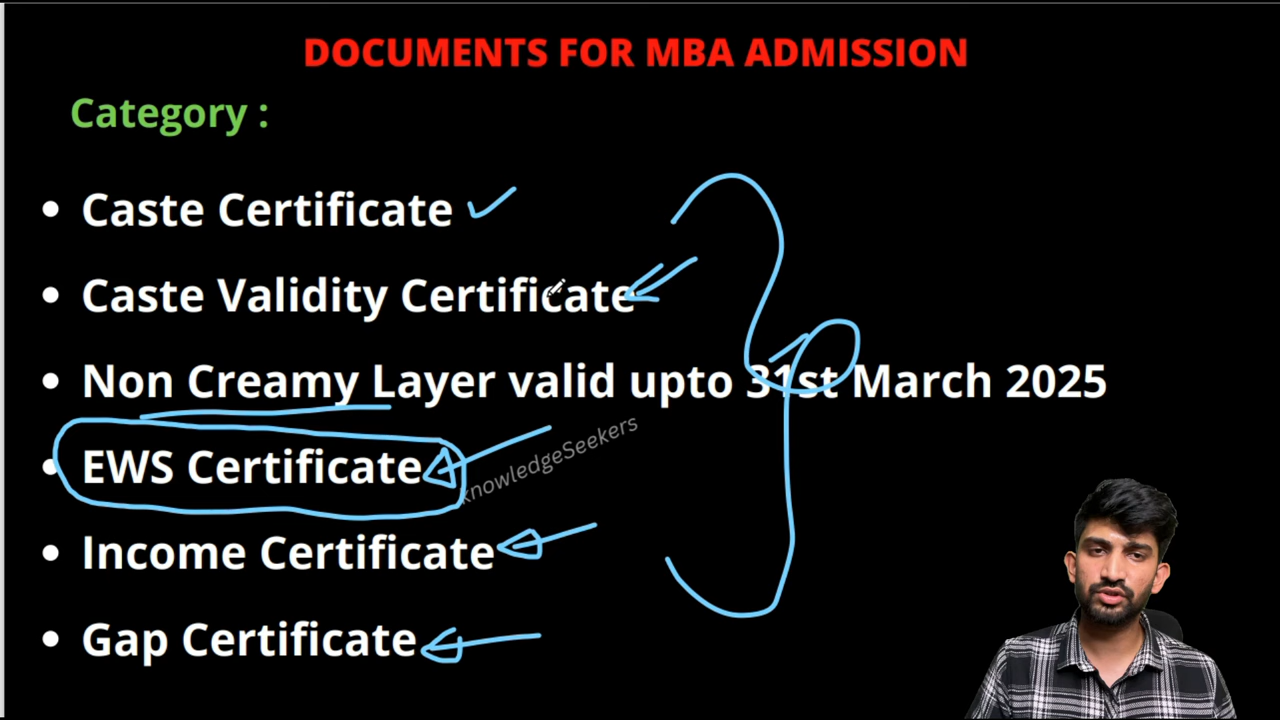 DOCUMENTS FOR MBA ADMISSION
Category :
• Caste Certificate
• Caste Validity Certificate
• Non Creamy Layer valid upto 31st March 2025
• EWS Certificate
knowledgeSeekers
• Income Certificate
• Gap Certificate